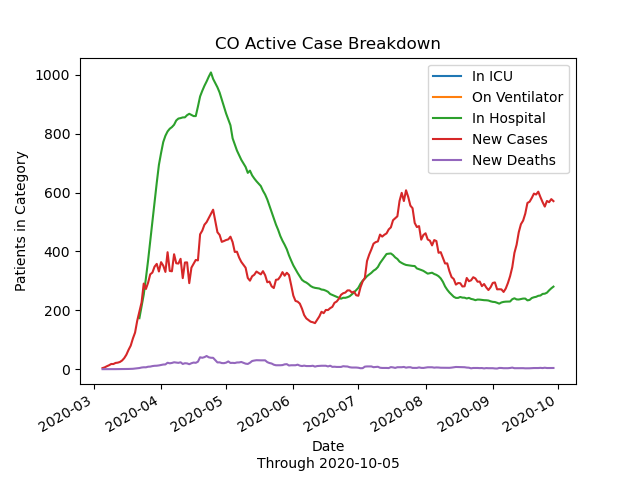 CO Active Case Breakdown
Patients in Category
1000
800
600
400
200
0
In ICU
On Ventilator
In Hospital
New Cases
New Deaths
2020-03
2020-04
2020-05
2020-06
2020-07
2020-08
2020-09
2020-10
Date
Through 2020-10-05